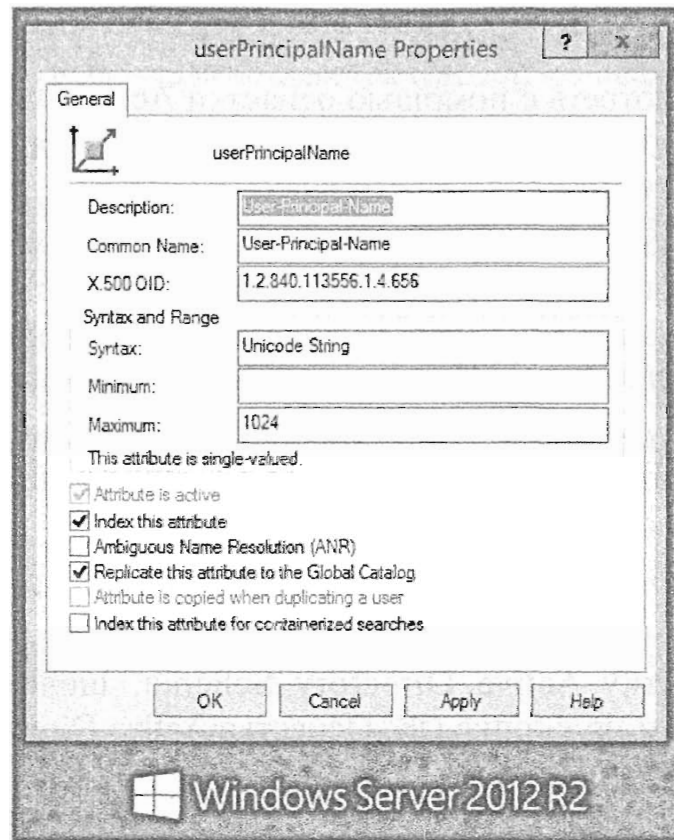 userPrincipalName Properties
? x
General
userPrincipalName
Description: User-Principal-Name
Common Name: User-Principal-Name
X.500 OID: 1.2.840.113556.1.4.656
Syntax and Range
Syntax: Unicode String
Minimum:
Maximum: 1024
This attribute is single-valued.
Attribute is active
Index this attribute
Ambiguous Name Resolution (ANR)
Replicate this attribute to the Global Catalog
Attribute is copied when duplicating a user
Index this attribute for containerized searches
OK Cancel Apply Help
Windows Server 2012 R2